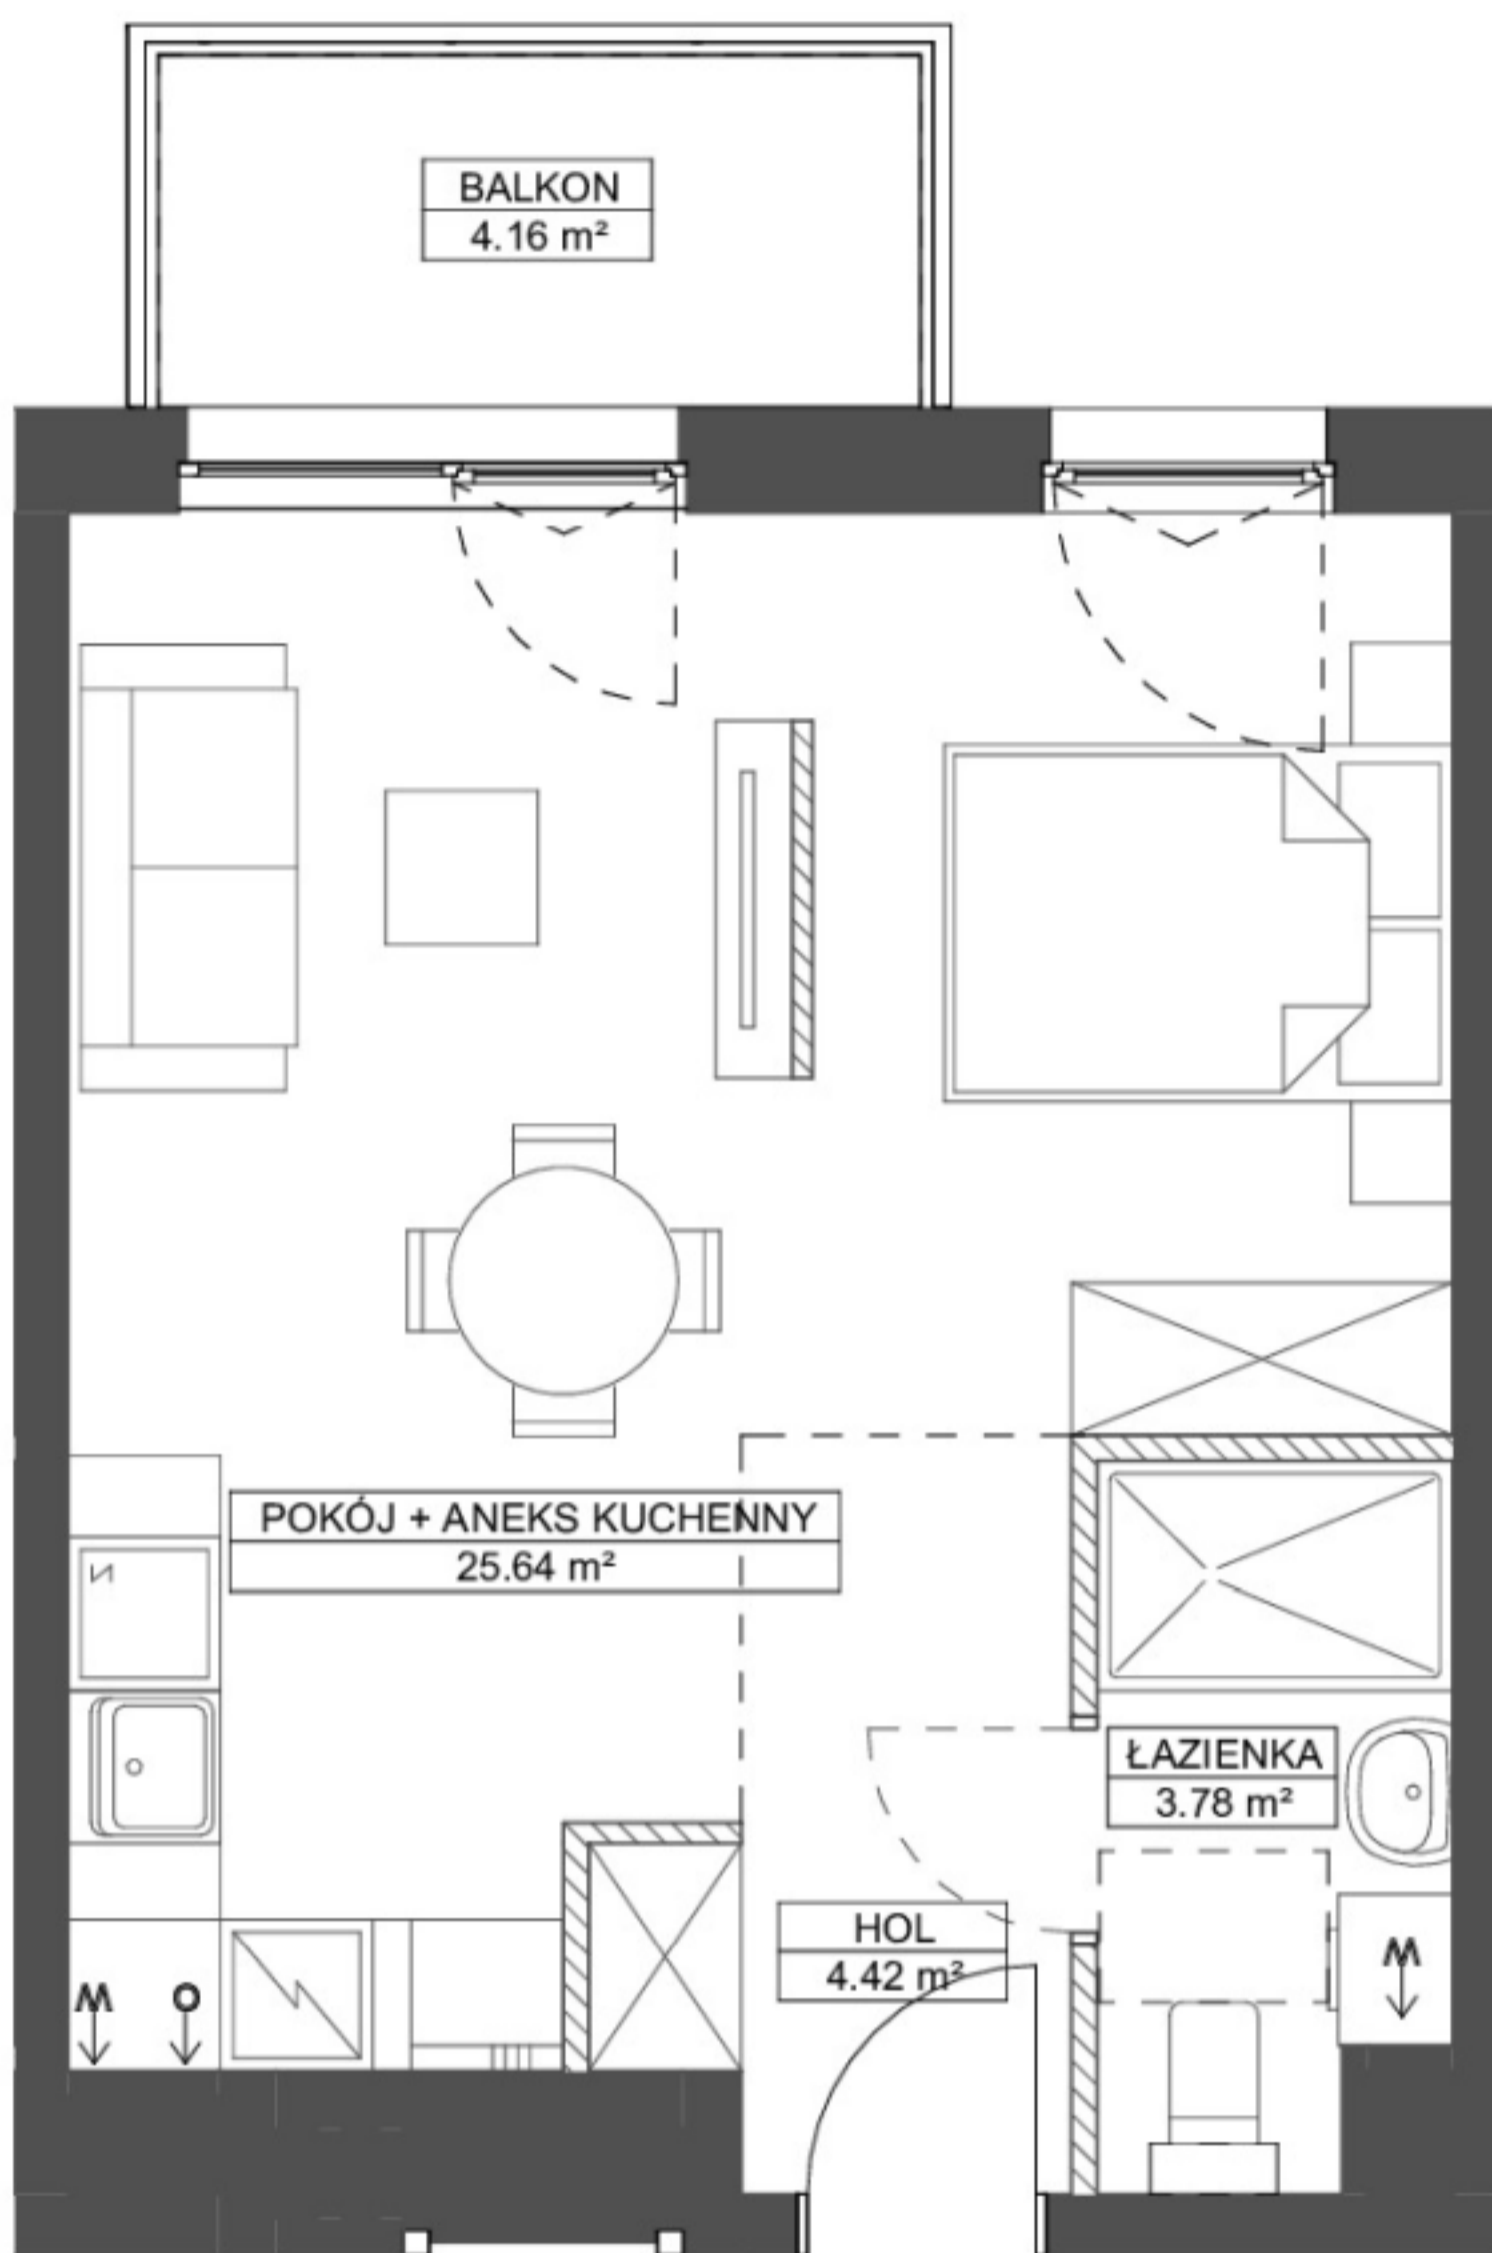 BALKON
4.16 m²
POKÓJ + ANEKS KUCHENNY
25.64 m²
ŁAZIENKA
3.78 m²
HOL
4.42 m²
W
O
W